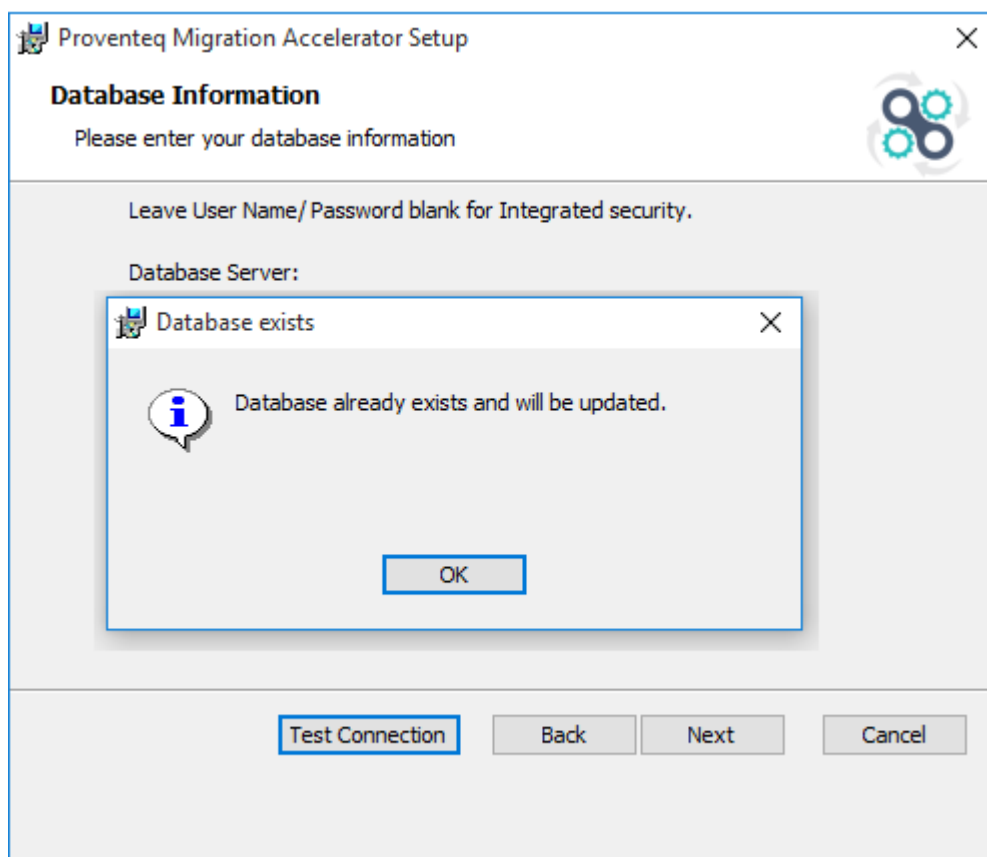 Proventeq Migration Accelerator Setup
Database Information
Please enter your database information
Leave User Name/ Password blank for Integrated security.
Database Server:
Database exists
Database already exists and will be updated.
OK
Test Connection
Back
Next
Cancel